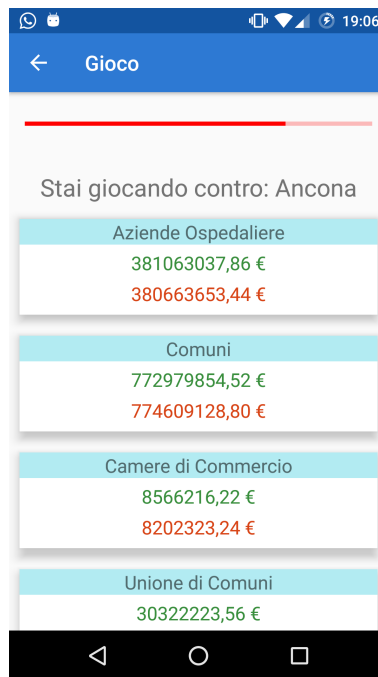 19:06
Gioco
Stai giocando contro: Ancona
Aziende Ospedaliere
381063037,86 €
380663653,44 €
Comuni
772979854,52 €
774609128,80 €
Camere di Commercio
8566216,22 €
8202323,24 €
Unione di Comuni
30322223,56 €